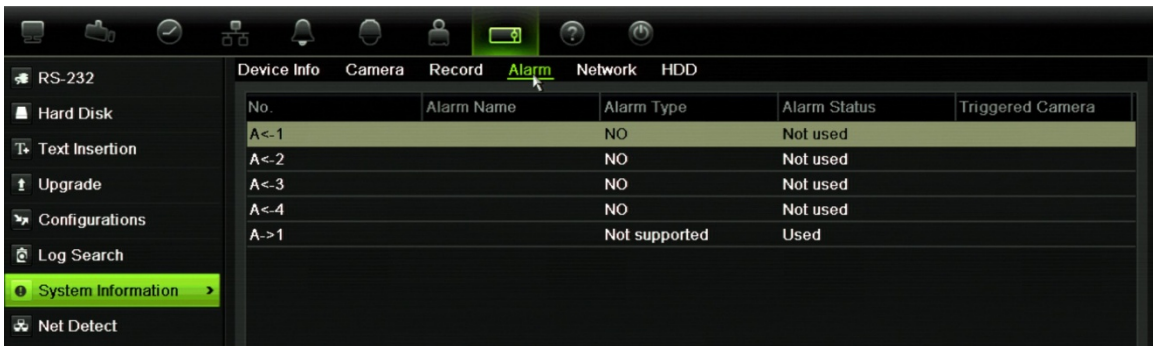 RS-232
Hard Disk
Text Insertion
Upgrade
Configurations
Log Search
System Information >
Net Detect
Device Info Camera Record Alarm Network HDD
No. Alarm Name Alarm Type Alarm Status Triggered Camera
A<-1 NO Not used
A<-2 NO Not used
A<-3 NO Not used
A<-4 NO Not used
A->1 Not supported Used